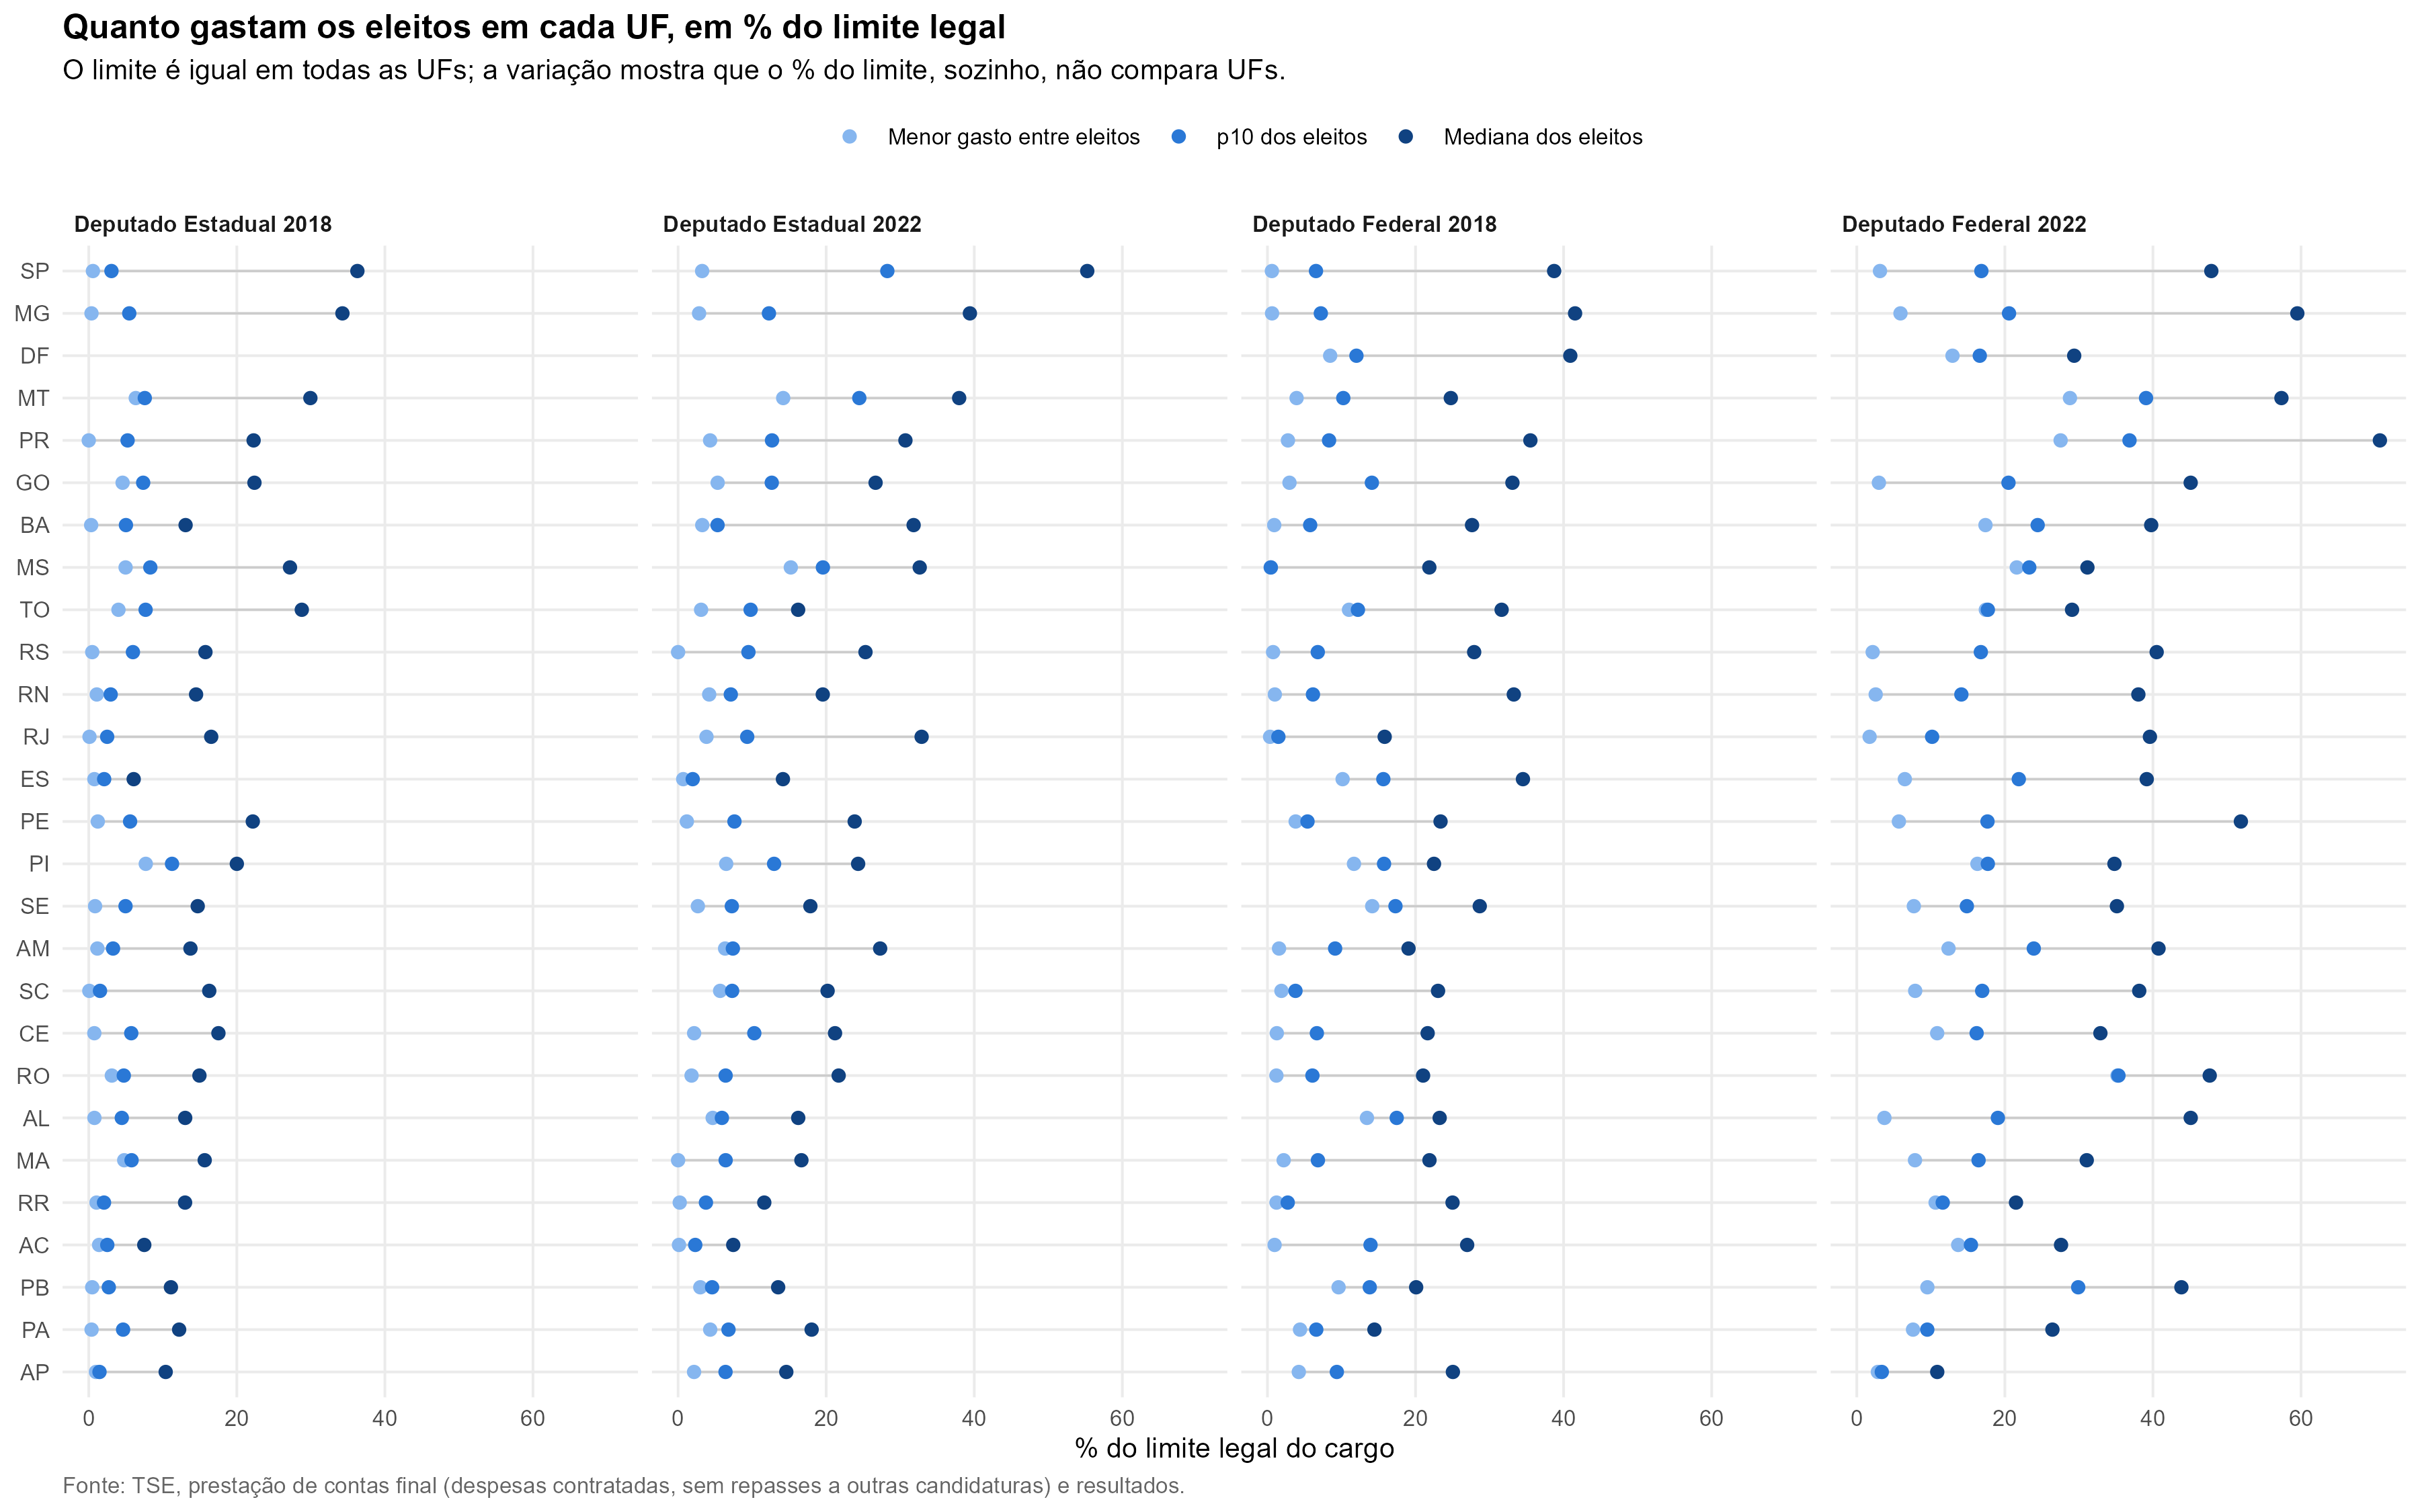 Quanto gastam os eleitos em cada UF, em % do limite legal
O limite é igual em todas as UFs; a variação mostra que o % do limite, sozinho, não compara UFs.
Menor gasto entre eleitos p10 dos eleitos Mediana dos eleitos
Deputado Estadual 2018 Deputado Estadual 2022 Deputado Federal 2018 Deputado Federal 2022
SP
MG
DF
MT
PR
GO
BA
MS
TO
RS
RN
RJ
ES
PE
PI
SE
AM
SC
CE
RO
AL
MA
RR
AC
PB
PA
AP
0 20 40 60 0 20 40 60 0 20 40 60 0 20 40 60
% do limite legal do cargo
Fonte: TSE, prestação de contas final (despesas contratadas, sem repasses a outras candidaturas) e resultados.